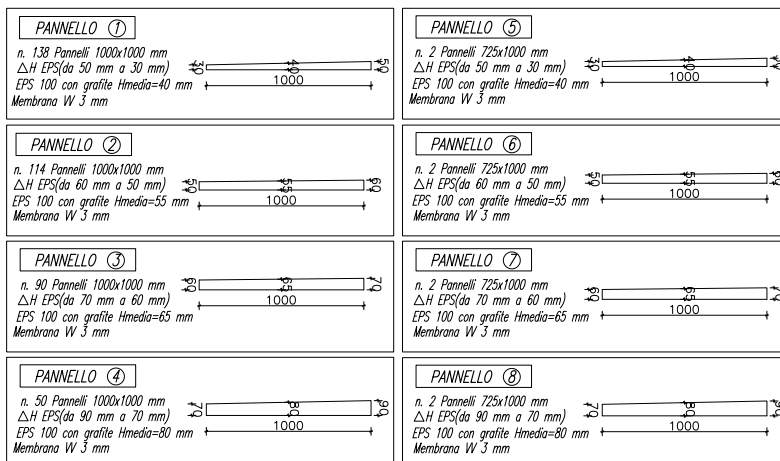 PANNELLO 1
n. 138 Pannelli 1000x1000 mm
△H EPS(da 50 mm a 30 mm)
EPS 100 con grafite Hmedia=40 mm
Membrana VV 3 mm
30
40
50
1000
PANNELLO 2
n. 114 Pannelli 1000x1000 mm
△H EPS(da 60 mm a 50 mm)
EPS 100 con grafite Hmedia=55 mm
Membrana VV 3 mm
50
55
60
1000
PANNELLO 3
n. 90 Pannelli 1000x1000 mm
△H EPS(da 70 mm a 60 mm)
EPS 100 con grafite Hmedia=65 mm
Membrana VV 3 mm
60
65
70
1000
PANNELLO 4
n. 50 Pannelli 1000x1000 mm
△H EPS(da 90 mm a 70 mm)
EPS 100 con grafite Hmedia=80 mm
Membrana VV 3 mm
70
80
90
1000
PANNELLO 5
n. 2 Pannelli 725x1000 mm
△H EPS(da 50 mm a 30 mm)
EPS 100 con grafite Hmedia=40 mm
Membrana VV 3 mm
30
40
1000
PANNELLO 6
n. 2 Pannelli 725x1000 mm
△H EPS(da 60 mm a 50 mm)
EPS 100 con grafite Hmedia=55 mm
Membrana VV 3 mm
50
55
1000
PANNELLO 7
n. 2 Pannelli 725x1000 mm
△H EPS(da 70 mm a 60 mm)
EPS 100 con grafite Hmedia=65 mm
Membrana VV 3 mm
60
65
1000
PANNELLO 8
n. 2 Pannelli 725x1000 mm
△H EPS(da 90 mm a 70 mm)
EPS 100 con grafite Hmedia=80 mm
Membrana VV 3 mm
70
80
1000